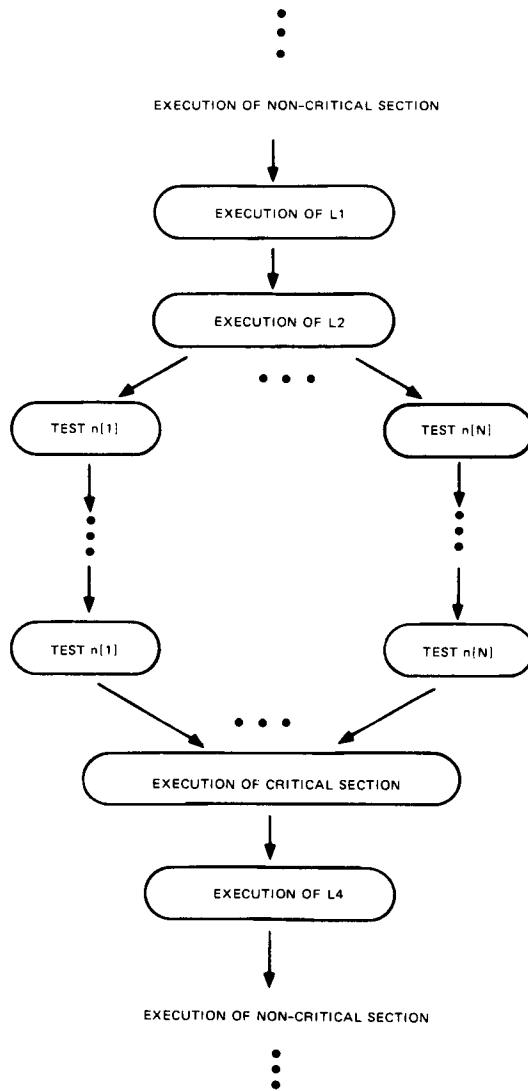 EXECUTION OF NON-CRITICAL SECTION
EXECUTION OF L1
EXECUTION OF L2
TEST n[1]
TEST n[N]
TEST n[1]
TEST n[N]
EXECUTION OF CRITICAL SECTION
EXECUTION OF L4
EXECUTION OF NON-CRITICAL SECTION